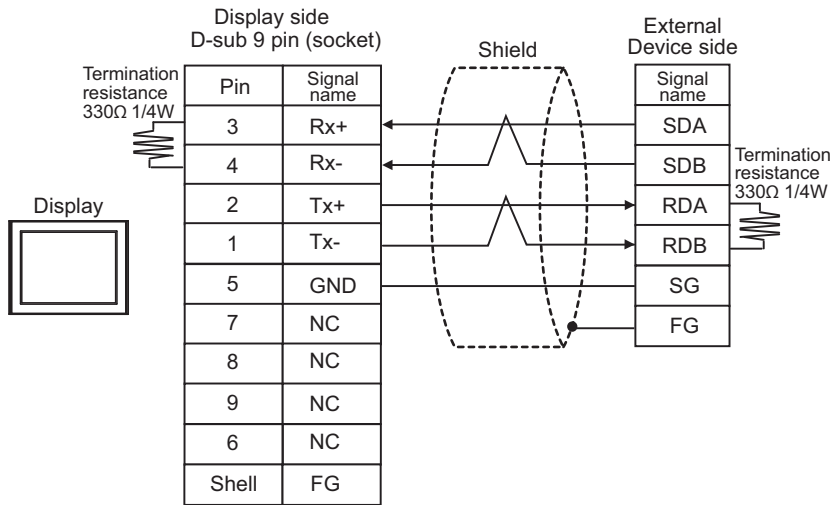 Display side
D-sub 9 pin (socket)
Shield
External
Device side
Termination
resistance
330Ω 1/4W
Pin
Signal
name
Signal
name
3
Rx+
SDA
4
Rx-
SDB
Termination
resistance
330Ω 1/4W
Display
2
Tx+
RDA
1
Tx-
RDB
5
GND
SG
7
NC
FG
8
NC
9
NC
6
NC
Shell
FG